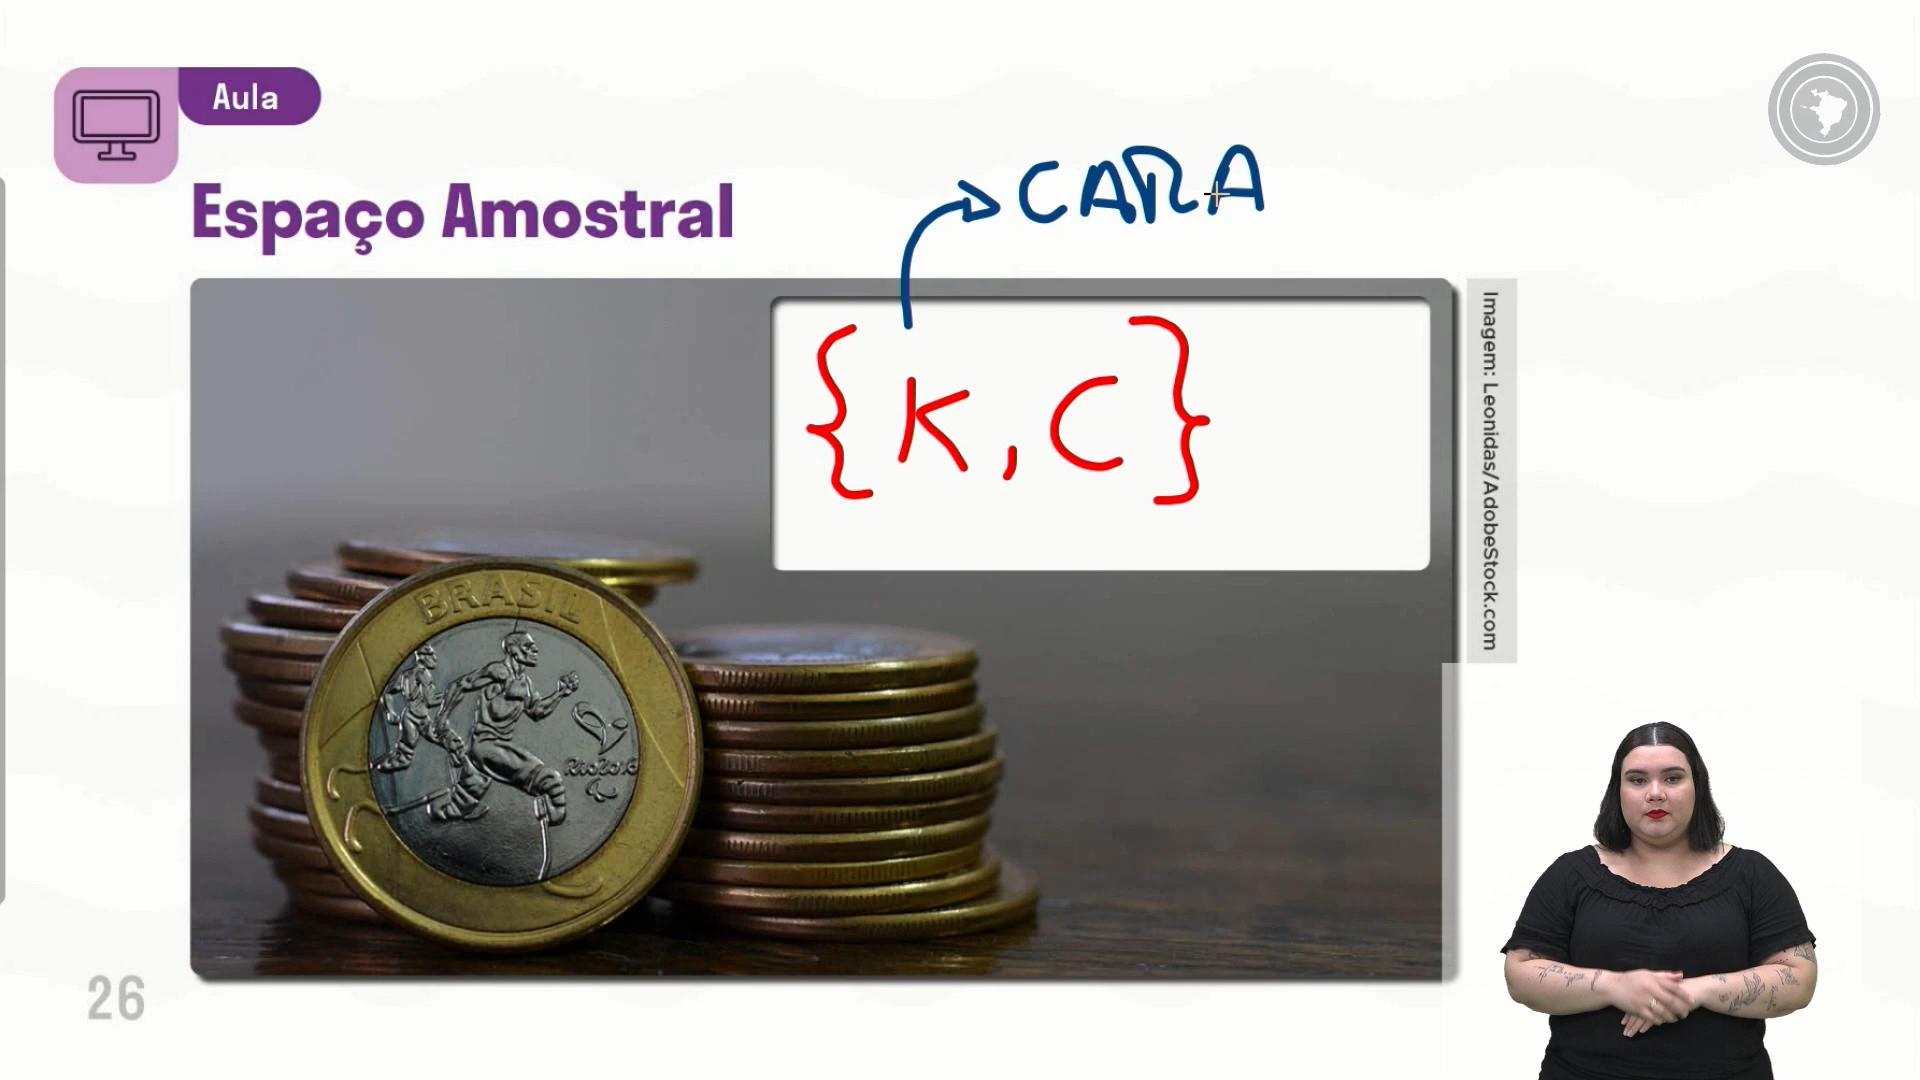 Aula
Espaço Amostral
CARA
{K, C}
Imagem: Leonidas/AdobeStock.com
BRASIL
Rio2016
26